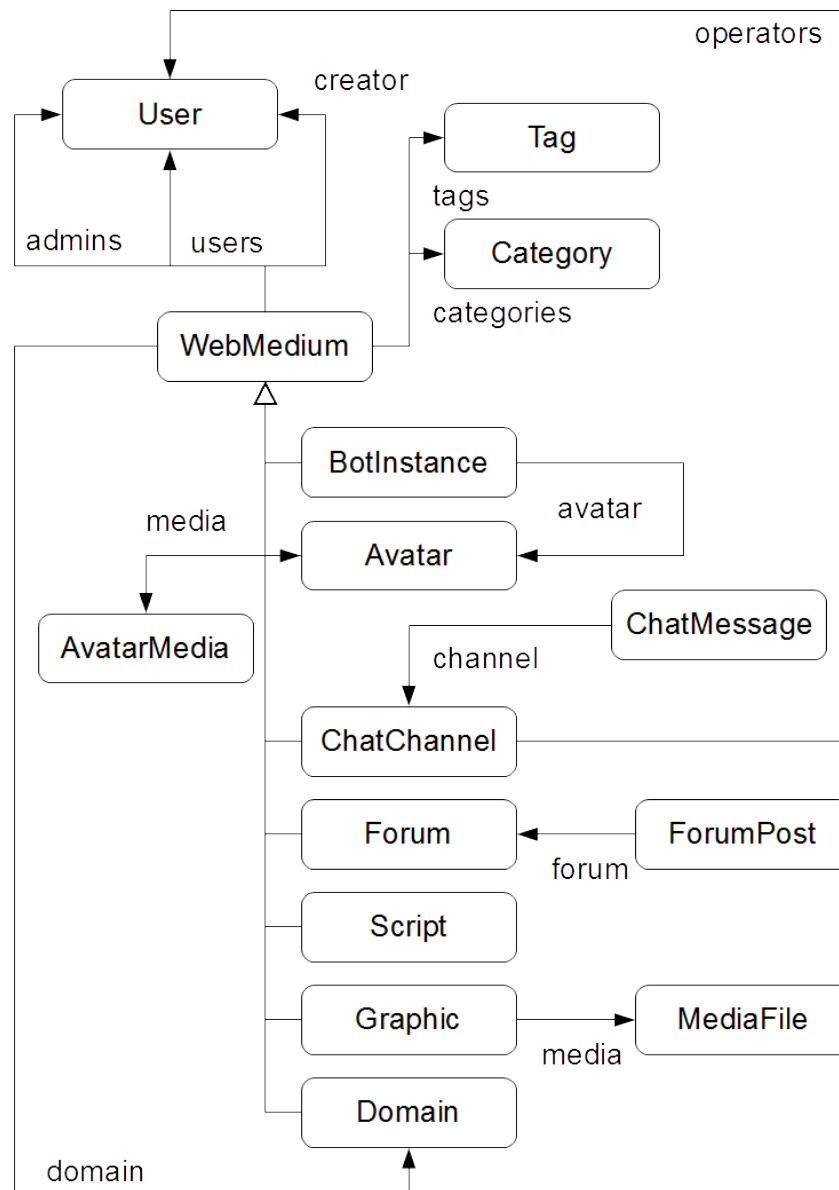 operators
creator
User
Tag
tags
admins
users
Category
categories
WebMedium
BotInstance
avatar
media
Avatar
ChatMessage
AvatarMedia
channel
ChatChannel
Forum
ForumPost
forum
Script
Graphic
MediaFile
media
Domain
domain